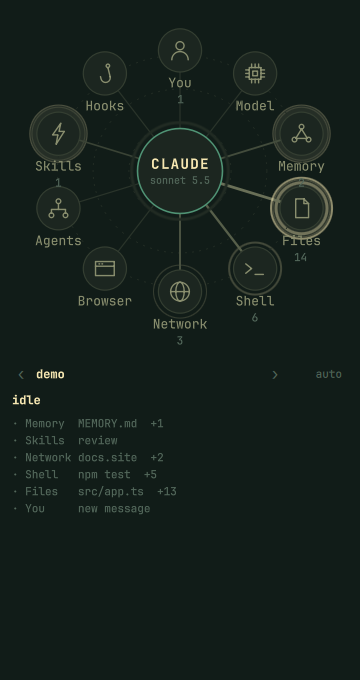 You
1
Hooks
Model
CLAUDE
sonnet 5.5
Skills
1
Memory
Agents
Files
14
Browser
Shell
6
Network
3
‹ demo › auto
idle
· Memory MEMORY.md +1
· Skills review
· Network docs.site +2
· Shell npm test +5
· Files src/app.ts +13
· You new message